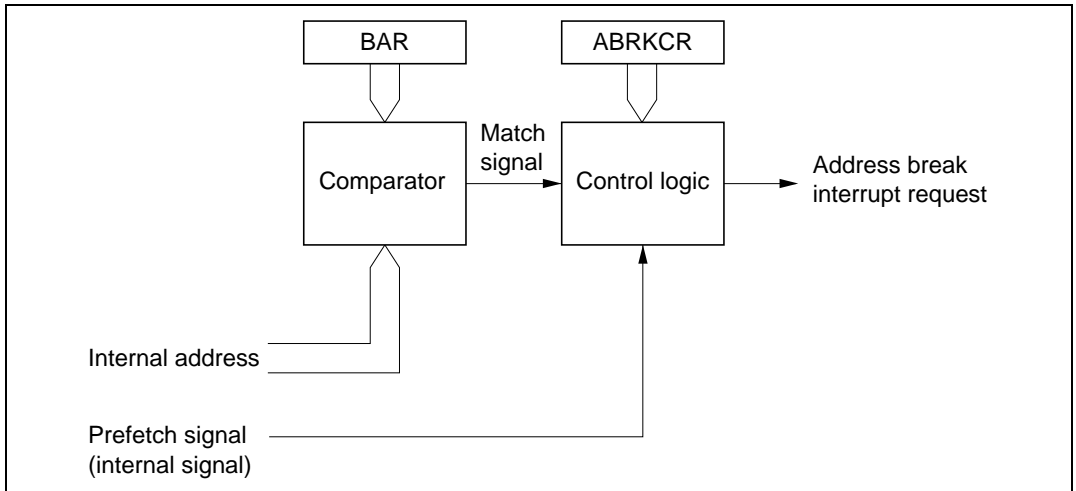 BAR
ABRKCR
Match
signal
Comparator
Control logic
Address break
interrupt request
Internal address
Prefetch signal
(internal signal)